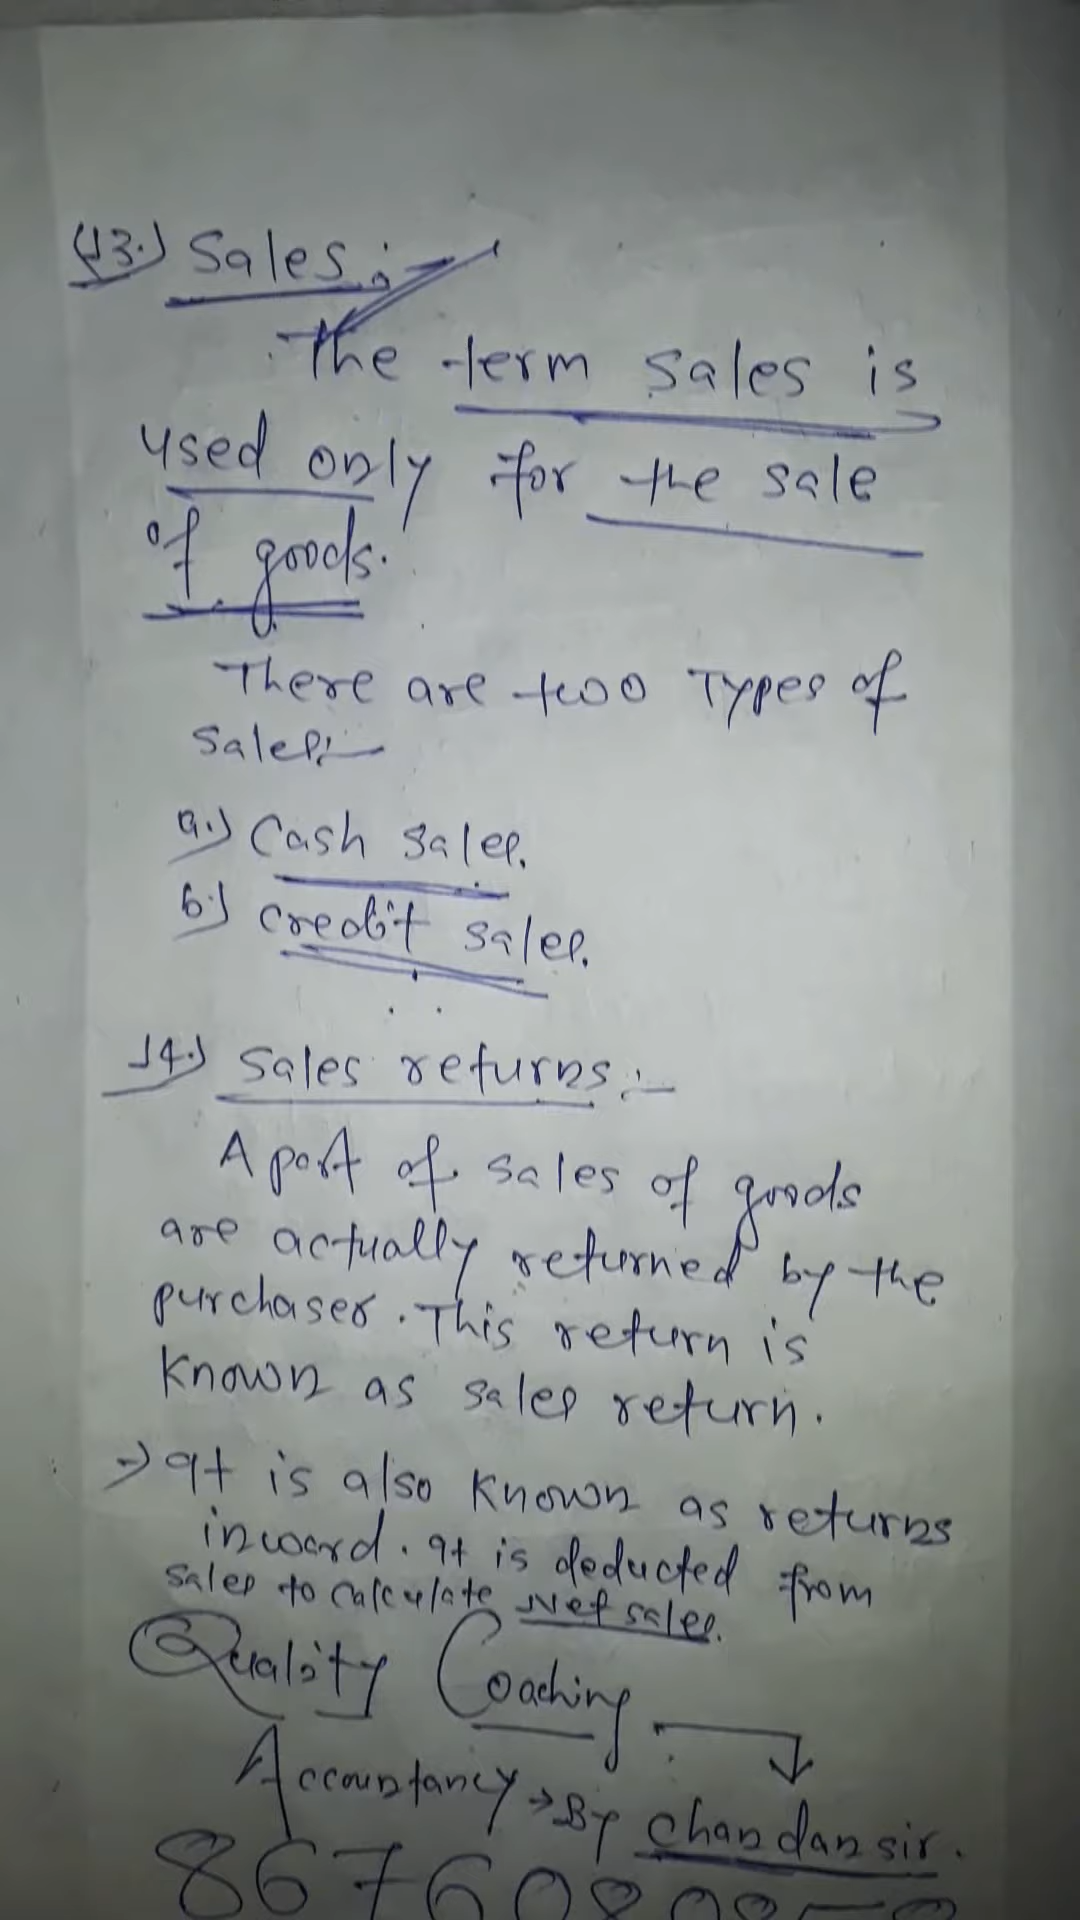 (13.) Sales:-
The term sales is
used only for the sale
of goods.
There are two Types of
Sales:-
a.) Cash sales.
b.) Credit sales.
14.) Sales returns:-
A part of sales of goods
are actually returned by the
purchaser. This return is
known as sales return.
→ It is also known as returns
inward. It is deducted from
sales to calculate Net sales.
Quality Coaching
Accountancy → By Chandan sir.